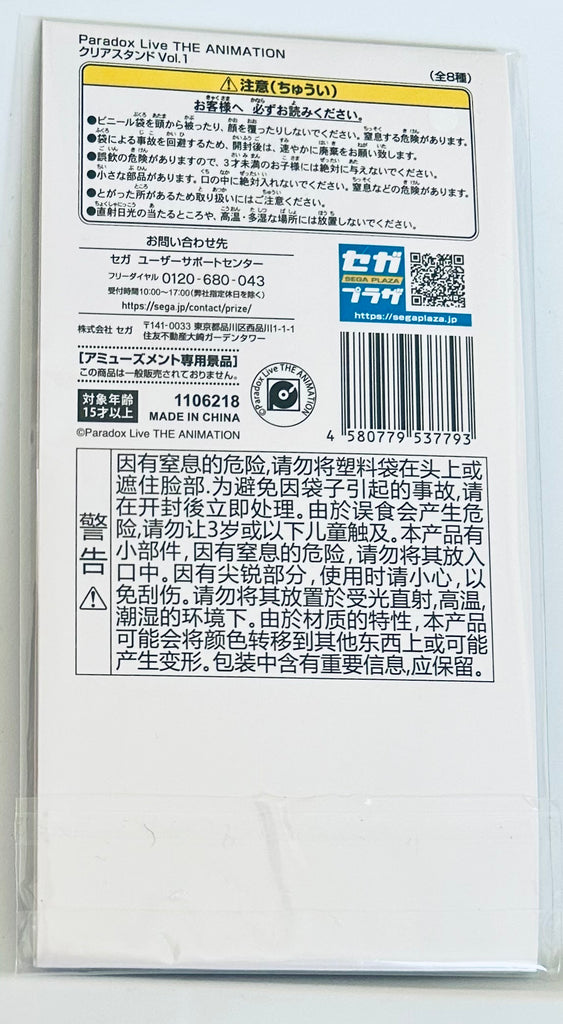 Paradox Live THE ANIMATION
クリアスタンド Vol.1
(全8種)
⚠注意(ちゅうい)
お客様へ 必ずお読みください。
●ビニール袋を頭から被ったり、顔を覆ったりしないでください。窒息する危険があります。
●袋による事故を回避するため、開封後は、速やかに廃棄をお願い致します。
●誤飲の危険がありますので、3才未満のお子様には絶対に与えないでください。
●小さな部品があります。口の中に絶対入れないでください。窒息などの危険があります。
●とがった所があるため取り扱いにはご注意ください。
●直射日光の当たるところや、高温・多湿な場所には放置しないでください。
お問い合わせ先
セガ ユーザーサポートセンター
フリーダイヤル 0120-680-043
受付時間10:00~17:00(弊社指定休日を除く)
https://sega.jp/contact/prize/
セガ
SEGA PLAZA
プラザ
https://segaplaza.jp
株式会社 セガ 〒141-0033 東京都品川区西品川1-1-1
住友不動産大崎ガーデンタワー
[アミューズメント専用景品]
この商品は一般販売されておりません。
対象年齢
15才以上
1106218
MADE IN CHINA
©Paradox Live THE ANIMATION
©Paradox Live THE ANIMATION
4 580779 537793
警告⚠
因有窒息的危险,请勿将塑料袋在头上或
遮住脸部.为避免因袋子引起的事故,请
在开封後立即处理。由於误食会产生危
险,请勿让3岁或以下儿童触及。本产品有
小部件,因有窒息的危险,请勿将其放入
口中。因有尖锐部分,使用时请小心,以
免刮伤。请勿将其放置於受光直射,高温,
潮湿的环境下。由於材质的特性,本产品
可能会将颜色转移到其他东西上或可能
产生变形。包装中含有重要信息,应保留。